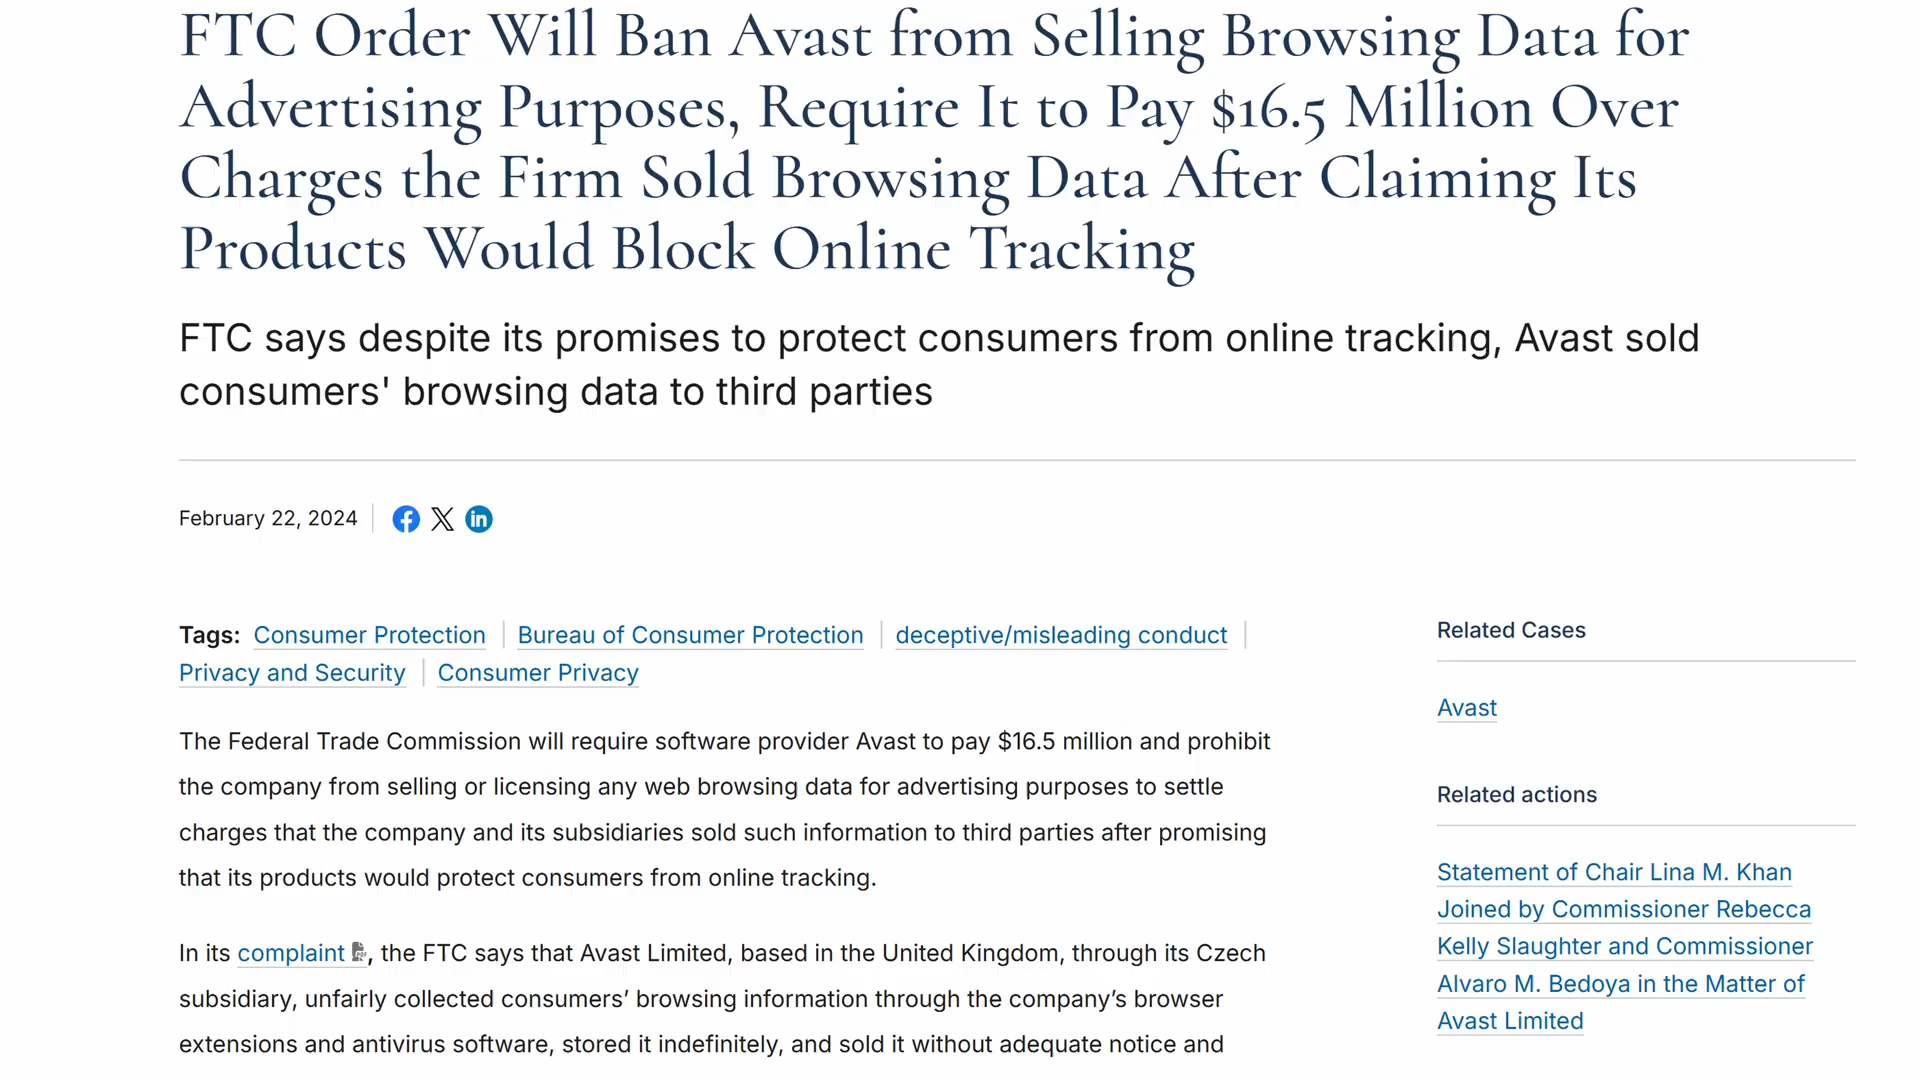 FTC Order Will Ban Avast from Selling Browsing Data for
Advertising Purposes, Require It to Pay $16.5 Million Over
Charges the Firm Sold Browsing Data After Claiming Its
Products Would Block Online Tracking
FTC says despite its promises to protect consumers from online tracking, Avast sold
consumers' browsing data to third parties
February 22, 2024
Tags: Consumer Protection | Bureau of Consumer Protection | deceptive/misleading conduct |
Privacy and Security | Consumer Privacy
The Federal Trade Commission will require software provider Avast to pay $16.5 million and prohibit
the company from selling or licensing any web browsing data for advertising purposes to settle
charges that the company and its subsidiaries sold such information to third parties after promising
that its products would protect consumers from online tracking.
In its complaint, the FTC says that Avast Limited, based in the United Kingdom, through its Czech
subsidiary, unfairly collected consumers’ browsing information through the company’s browser
extensions and antivirus software, stored it indefinitely, and sold it without adequate notice and
Related Cases
Avast
Related actions
Statement of Chair Lina M. Khan
Joined by Commissioner Rebecca
Kelly Slaughter and Commissioner
Alvaro M. Bedoya in the Matter of
Avast Limited